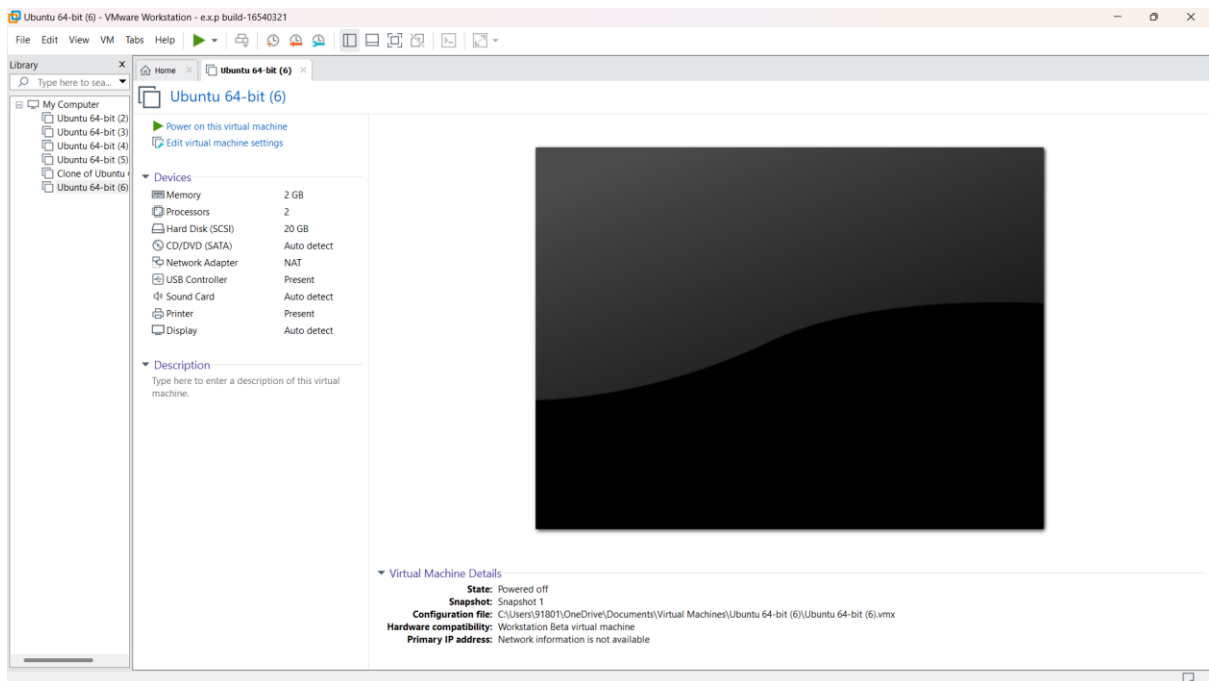 Ubuntu 64-bit (6) - VMware Workstation - e.x.p build-16540321
File Edit View VM Tabs Help
Library X
Type here to sea...
My Computer
Ubuntu 64-bit (2)
Ubuntu 64-bit (3)
Ubuntu 64-bit (4)
Ubuntu 64-bit (5)
Clone of Ubuntu
Ubuntu 64-bit (6)
Home Ubuntu 64-bit (6)
Ubuntu 64-bit (6)
Power on this virtual machine
Edit virtual machine settings
Devices
Memory 2 GB
Processors 2
Hard Disk (SCSI) 20 GB
CD/DVD (SATA) Auto detect
Network Adapter NAT
USB Controller Present
Sound Card Auto detect
Printer Present
Display Auto detect
Description
Type here to enter a description of this virtual
machine.
Virtual Machine Details
State: Powered off
Snapshot: Snapshot 1
Configuration file: C:\Users\91801\OneDrive\Documents\Virtual Machines\Ubuntu 64-bit (6)\Ubuntu 64-bit (6).vmx
Hardware compatibility: Workstation Beta virtual machine
Primary IP address: Network information is not available